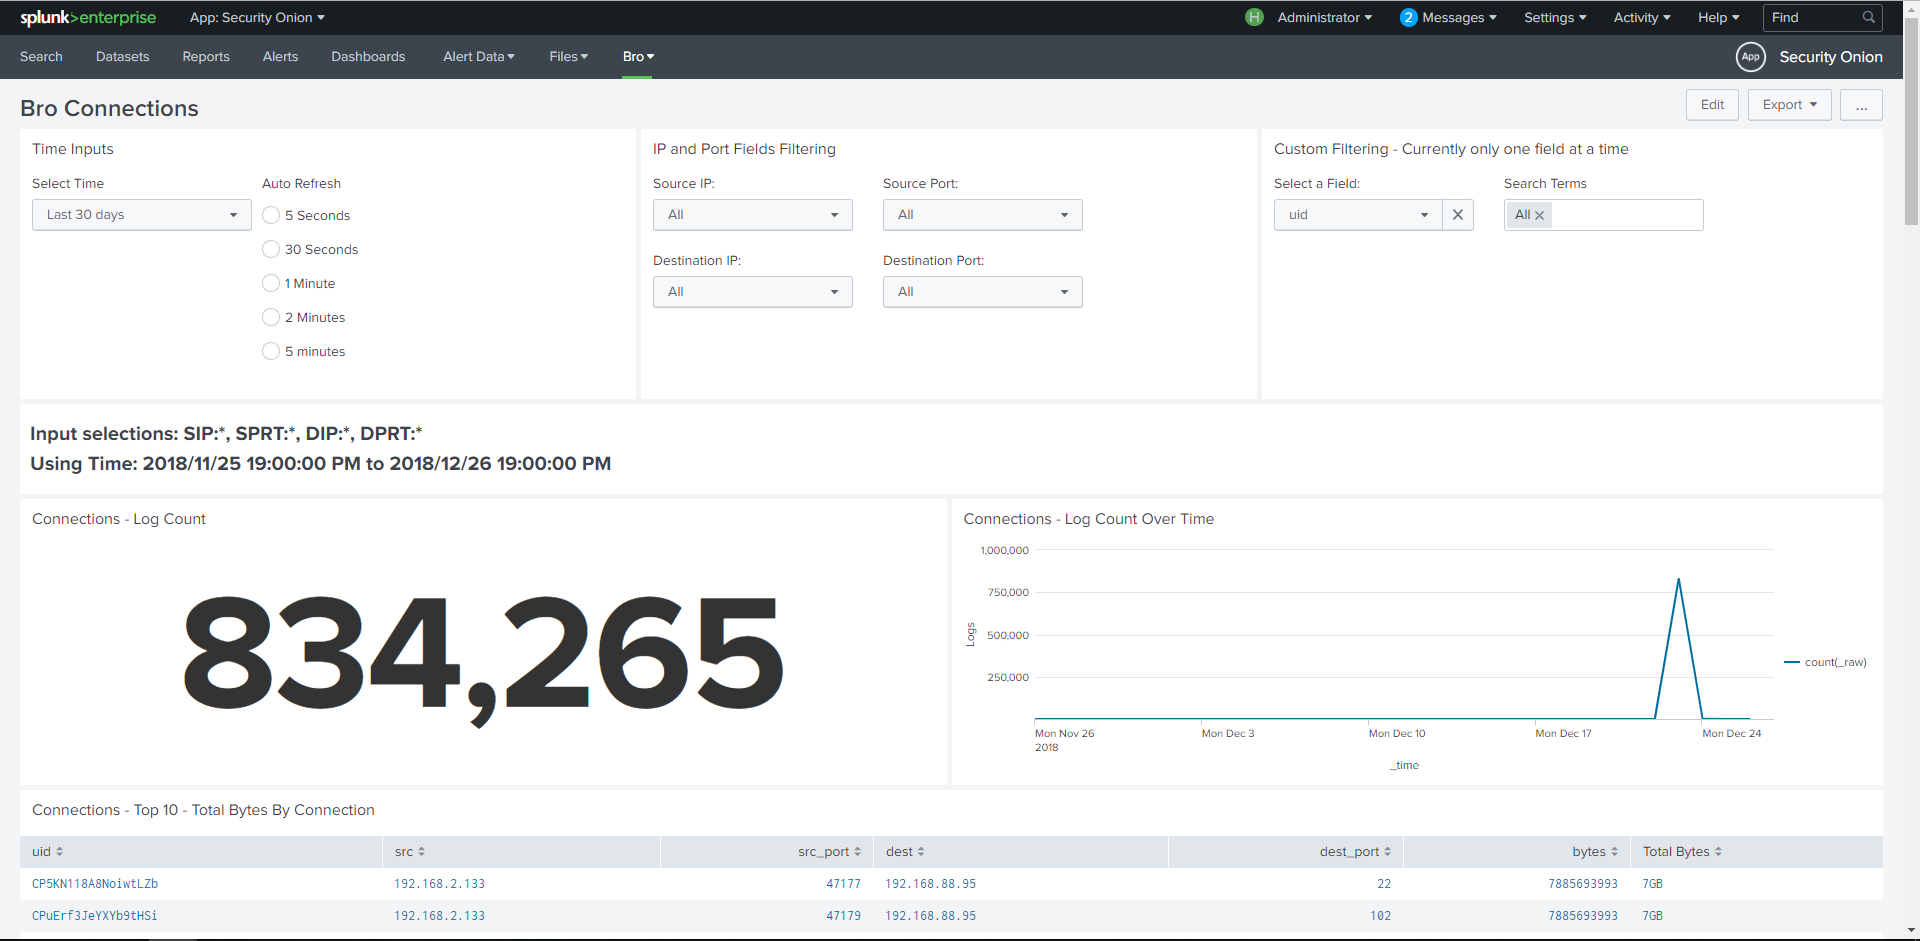 splunk>enterprise App: Security Onion H Administrator 2 Messages Settings Activity Help Find
Search Datasets Reports Alerts Dashboards Alert Data Files Bro App Security Onion
Bro Connections Edit Export ...
Time Inputs
Select Time
Last 30 days
Auto Refresh
5 Seconds
30 Seconds
1 Minute
2 Minutes
5 minutes
IP and Port Fields Filtering
Source IP: Source Port:
All All
Destination IP: Destination Port:
All All
Custom Filtering - Currently only one field at a time
Select a Field: Search Terms
uid All
Input selections: SIP:*, SPRT:*, DIP:*, DPRT:*
Using Time: 2018/11/25 19:00:00 PM to 2018/12/26 19:00:00 PM
Connections - Log Count
834,265
Connections - Log Count Over Time
1,000,000
750,000
500,000
250,000
Logs
Mon Nov 26 Mon Dec 3 Mon Dec 10 Mon Dec 17 Mon Dec 24
2018
_time
count(_raw)
Connections - Top 10 - Total Bytes By Connection
uid src src_port dest dest_port bytes Total Bytes
CP5KN118A8NoiwtLZb 192.168.2.133 47177 192.168.88.95 22 7885693993 7GB
CPuErf3JeYXYb9tHSi 192.168.2.133 47179 192.168.88.95 102 7885693993 7GB